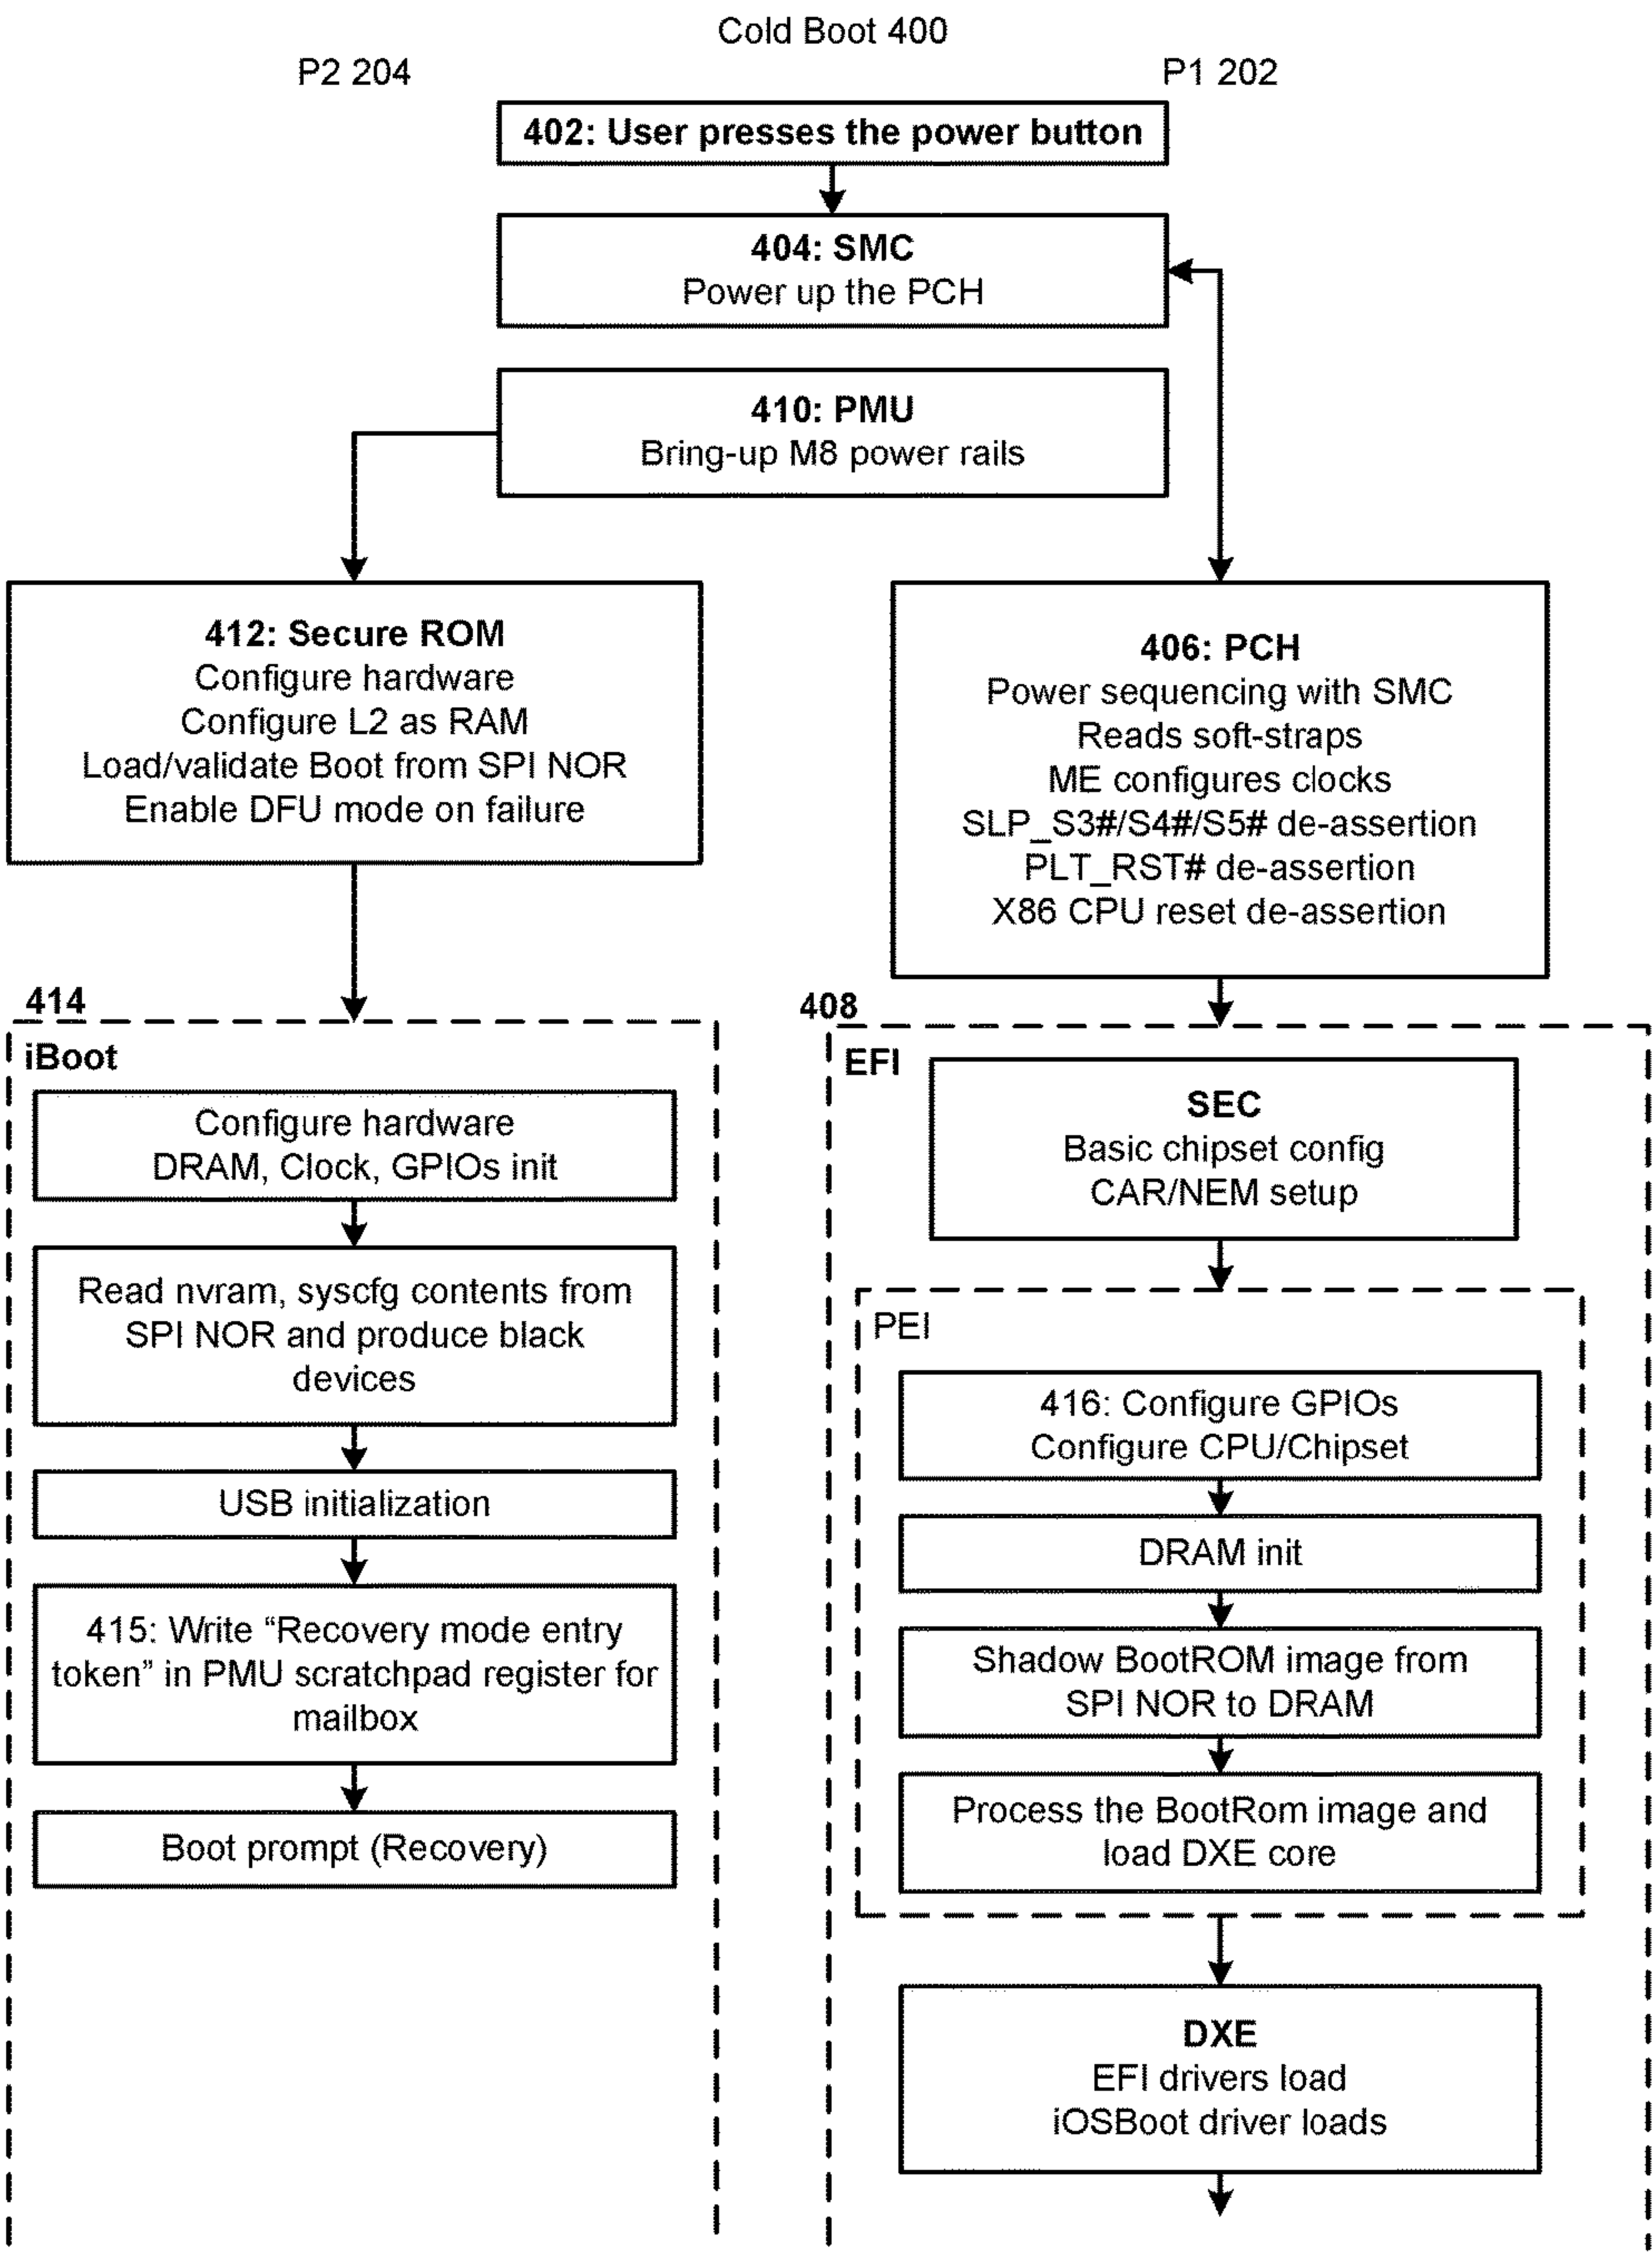 Cold Boot 400
P2 204
P1 202
402: User presses the power button
404: SMC
Power up the PCH
410: PMU
Bring-up M8 power rails
412: Secure ROM
Configure hardware
Configure L2 as RAM
Load/validate Boot from SPI NOR
Enable DFU mode on failure
406: PCH
Power sequencing with SMC
Reads soft-straps
ME configures clocks
SLP_S3#/S4#/S5# de-assertion
PLT_RST# de-assertion
X86 CPU reset de-assertion
414
iBoot
Configure hardware
DRAM, Clock, GPIOs init
Read nvram, syscfg contents from
SPI NOR and produce black
devices
USB initialization
415: Write “Recovery mode entry
token” in PMU scratchpad register for
mailbox
Boot prompt (Recovery)
408
EFI
SEC
Basic chipset config
CAR/NEM setup
PEI
416: Configure GPIOs
Configure CPU/Chipset
DRAM init
Shadow BootROM image from
SPI NOR to DRAM
Process the BootRom image and
load DXE core
DXE
EFI drivers load
iOSBoot driver loads